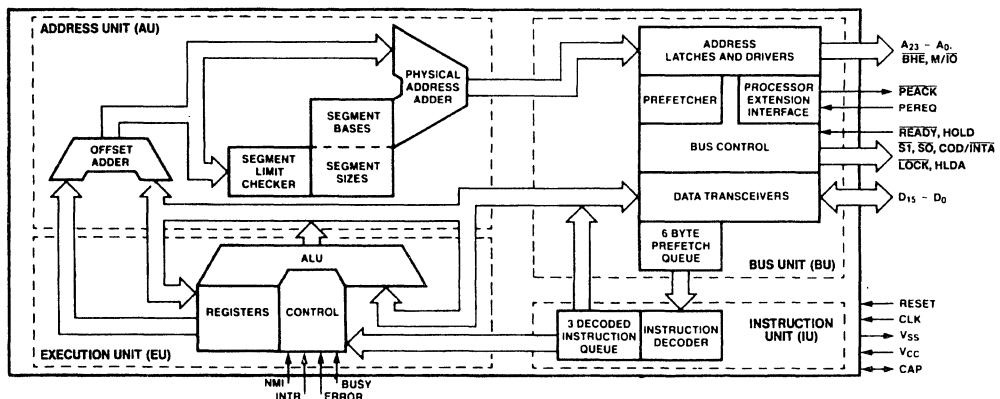 ADDRESS UNIT (AU)
OFFSET
ADDER
SEGMENT
LIMIT
CHECKER
SEGMENT
BASES
SEGMENT
SIZES
PHYSICAL
ADDRESS
ADDER
ADDRESS
LATCHES AND DRIVERS
PREFETCHER
PROCESSOR
EXTENSION
INTERFACE
BUS CONTROL
DATA TRANSCEIVERS
6 BYTE
PREFETCH
QUEUE
BUS UNIT (BU)
A23 - A0,
BHE, M/IO
PEACK
PEREQ
READY, HOLD
S1, S0, COD/INTA
LOCK, HLDA
D15 - D0
ALU
REGISTERS
CONTROL
EXECUTION UNIT (EU)
NMI
INTR
BUSY
ERROR
3 DECODED
INSTRUCTION
QUEUE
INSTRUCTION
DECODER
INSTRUCTION
UNIT (IU)
RESET
CLK
VSS
VCC
CAP